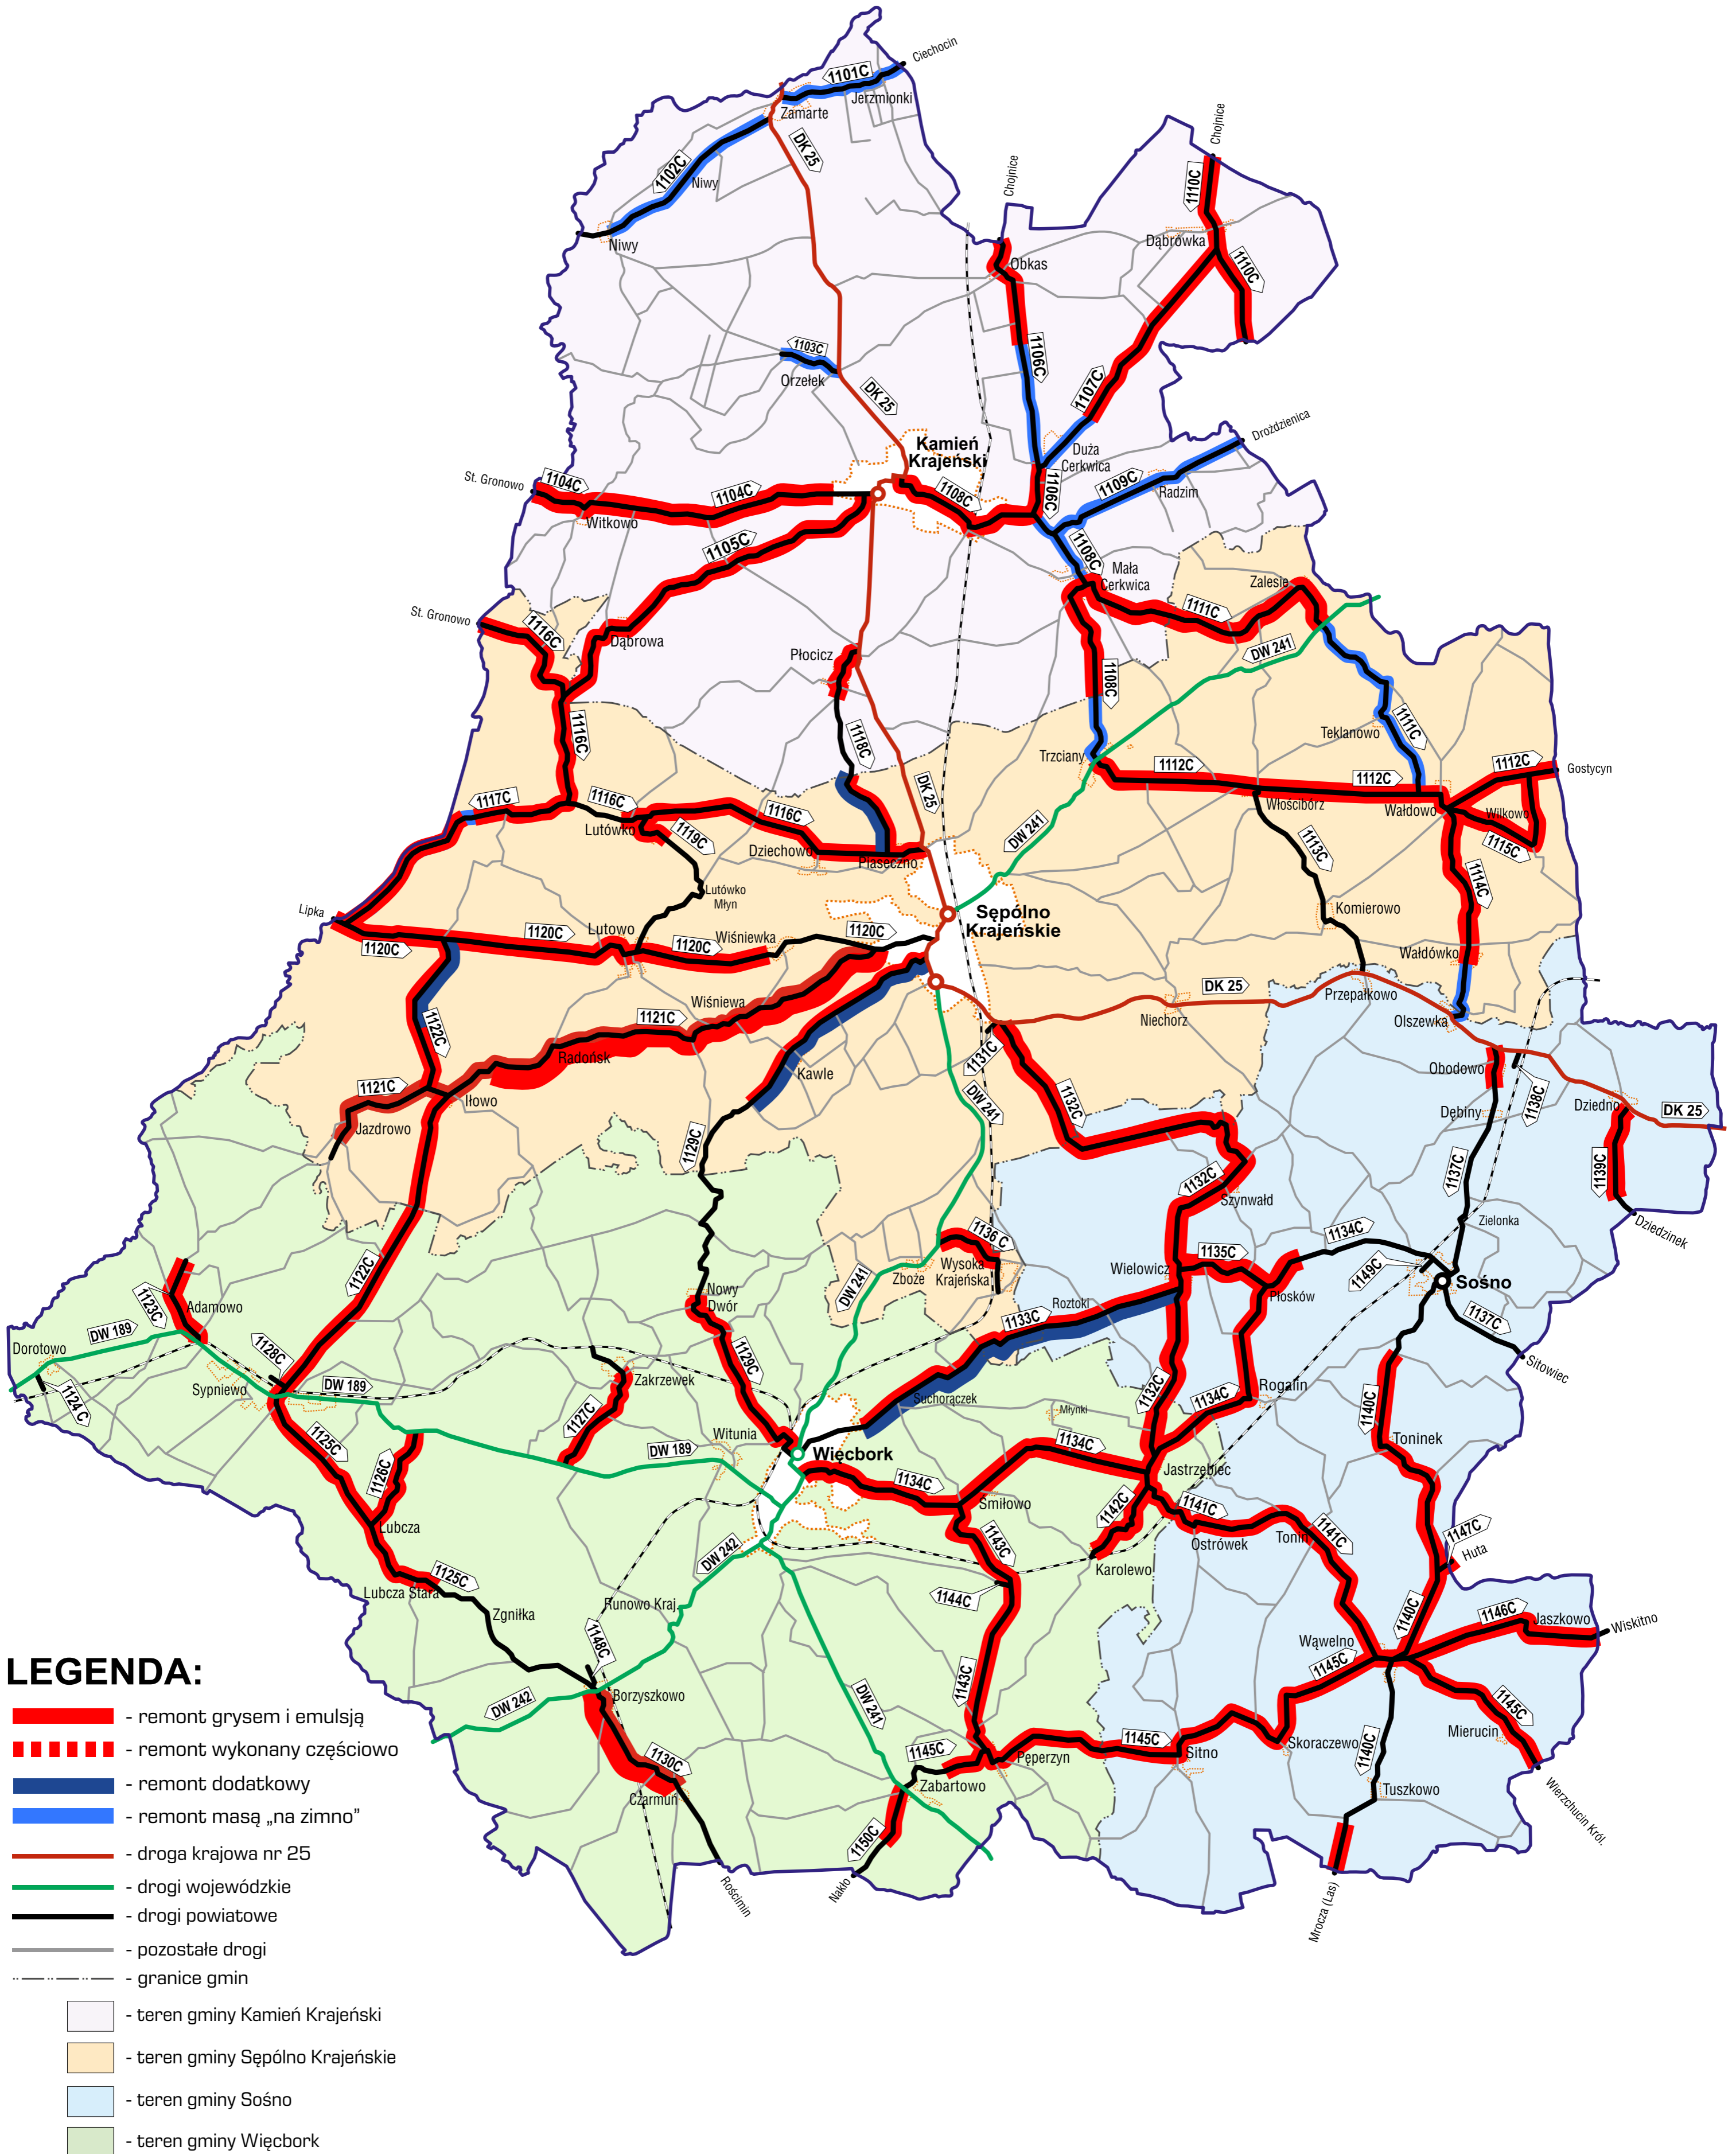 Ciechocin
1101C
Jerzmionki
Zamarte
DK 25
Chojnice
1102C
Niwy
Chojnice
1110C
Niwy
Dąbrówka
Obkas
1110C
1103C
1106C
Orzełek
DK 25
1107C
Drożdzienica
Kamień
Krajeński
Duża
Cerkwica
St. Gronowo
1104C
1104C
1108C
1106C
1109C
Radzim
Witkowo
1105C
1108C
Mała
Cerkwica
Zalesie
St. Gronowo
1116C
1111C
Dąbrowa
DW 241
Płocicz
1108C
1116C
1118C
Teklanowo
1111C
Trzciany
1112C
1112C
1112C
Gostycyn
DK 25
1117C
1116C
1116C
Włościbórz
Wałdowo
Wilkowo
Lutówko
1119C
DW 241
1113C
1115C
Dziechowo
Piaseczno
1114C
Lutówko
Młyn
Lipka
Sępólno
Krajeńskie
Komierowo
1120C
1120C
Lutowo
1120C
Wiśniewka
1120C
Wałdówko
DK 25
Przepałkowo
Wiśniewa
1122C
1121C
Niechorz
Olszewka
Radońsk
1131C
Obodowo
1138C
Kawle
1121C
Iłowo
DW 241
1132C
Dębiny
Dziedno
DK 25
Jazdrowo
1129C
1137C
1139C
1132C
Szynwałd
Zielonka
Dziedzinek
1136 C
1134C
1122C
Zboże
Wysoka
Krajeńska
Wielowicz
1135C
1149C
Sośno
1123C
Adamowo
DW 241
Nowy
Dwór
Roztoki
Płosków
1133C
1137C
DW 189
Dorotowo
1128C
1129C
Sitowiec
Sypniewo
DW 189
Zakrzewek
1124 C
Suchorączek
1132C
1134C
Rogalin
1127C
Młynki
1140C
1125C
Witunia
DW 189
Więcbork
1134C
Toninek
1126C
1134C
Jastrzębiec
Śmiłowo
1142C
1141C
1141C
Lubcza
Ostrówek
Tonin
1147C
Huta
DW 242
1143C
Karolewo
1125C
Lubcza Stara
1144C
Zgniłka
Runowo Kraj.
1140C
1146C
Jaszkowo
Wiskitno
1148C
Wąwelno
1145C
LEGENDA:
1143C
Borzyszkowo
DW 242
DW 241
1145C
- remont grysem i emulsją
Mierucin
- remont wykonany częściowo
1130C
1145C
1145C
Pęperzyn
Sitno
Skoraczewo
1140C
- remont dodatkowy
Zabartowo
Czarmuń
Tuszkowo
Wierzchucin Król.
- remont masą „na zimno”
1150C
- droga krajowa nr 25
Rościmin
Nakło
- drogi wojewódzkie
Mrocza (Las)
- drogi powiatowe
- pozostałe drogi
- granice gmin
- teren gminy Kamień Krajeński
- teren gminy Sępólno Krajeńskie
- teren gminy Sośno
- teren gminy Więcbork